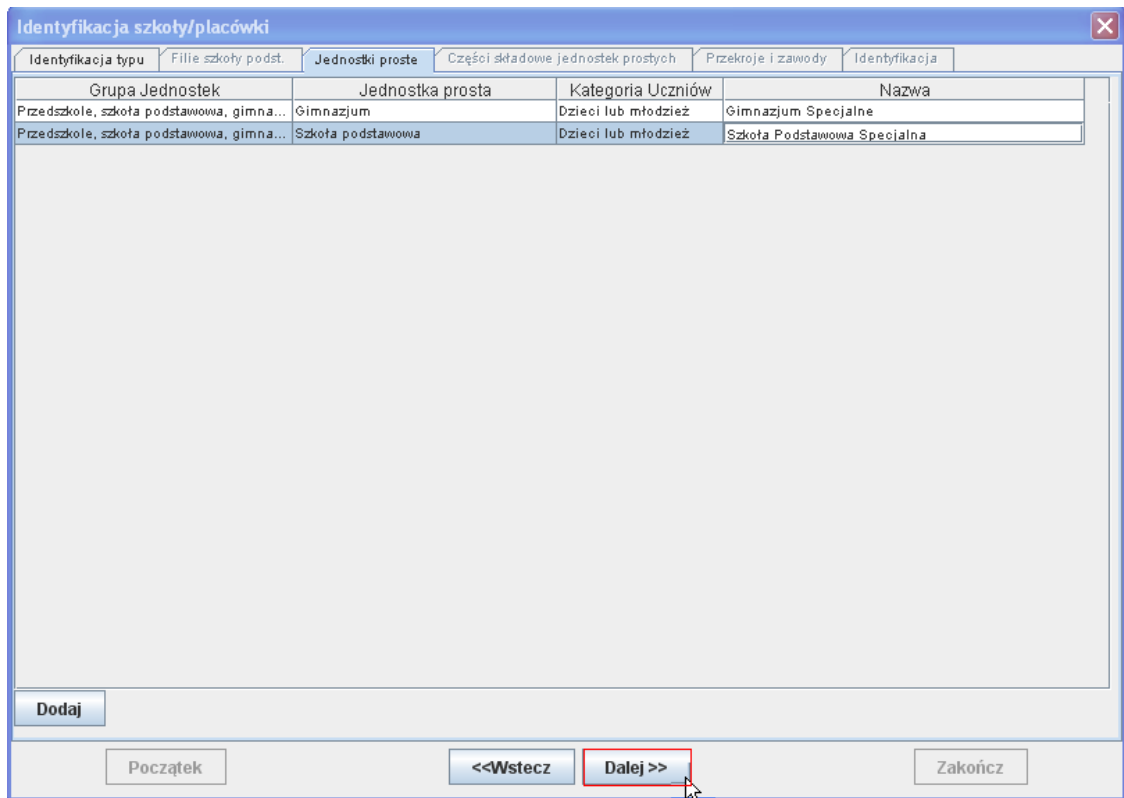 Identyfikacja szkoły/placówki
Identyfikacja typu Filie szkoły podst. Jednostki proste Części składowe jednostek prostych Przekroje i zawody Identyfikacja
Grupa Jednostek Jednostka prosta Kategoria Uczniów Nazwa
Przedszkole, szkoła podstawowa, gimna... Gimnazjum Dzieci lub młodzież Gimnazjum Specjalne
Przedszkole, szkoła podstawowa, gimna... Szkoła podstawowa Dzieci lub młodzież Szkoła Podstawowa Specjalna
Dodaj
Początek <<Wstecz Dalej >> Zakończ